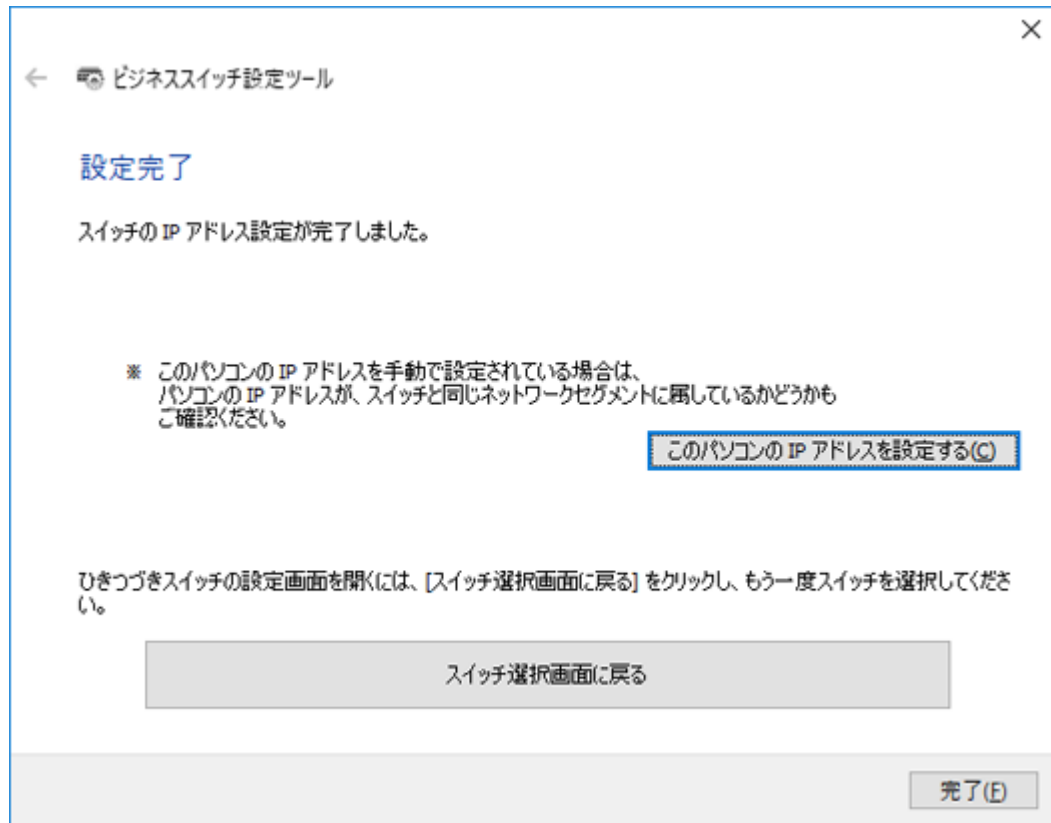 ビジネススイッチ設定ツール
設定完了
スイッチの IP アドレス設定が完了しました。
※ このパソコンの IP アドレスを手動で設定されている場合は、
パソコンの IP アドレスが、スイッチと同じネットワークセグメントに属しているかどうかも
ご確認ください。
このパソコンの IP アドレスを設定する(C)
ひきつづきスイッチの設定画面を開くには、[スイッチ選択画面に戻る] をクリックし、もう一度スイッチを選択してくださ
い。
スイッチ選択画面に戻る
完了(F)